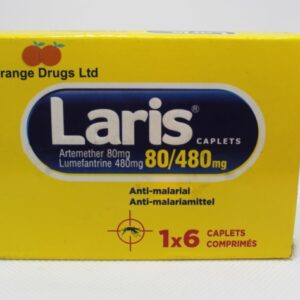 range Drugs Ltd
Laris®
CAPLETS
Artemether 80mg
Lumefantrine 480mg
80/480mg
Anti-malarial
Anti-malariamittel
1x6 CAPLETS
COMPRIMÉS